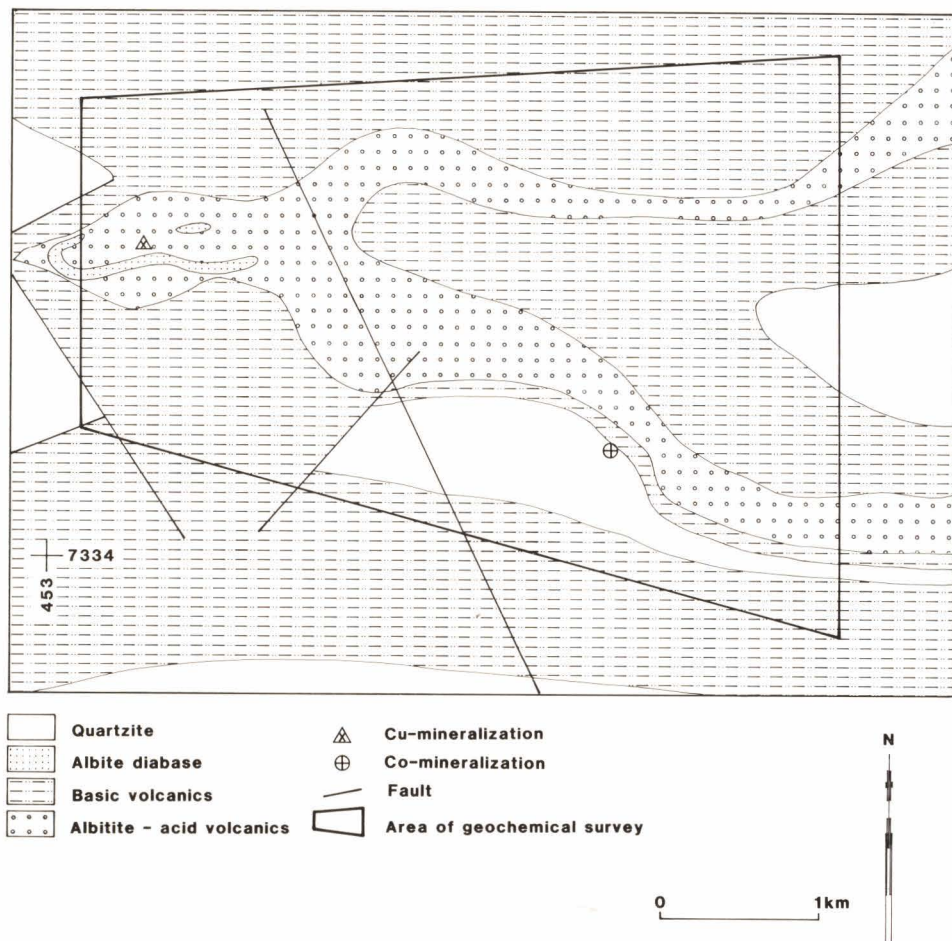 7334
453
Quartzite
Albite diabase
Basic volcanics
Albitite - acid volcanics
Cu-mineralization
Co-mineralization
Fault
Area of geochemical survey
N
0 1km